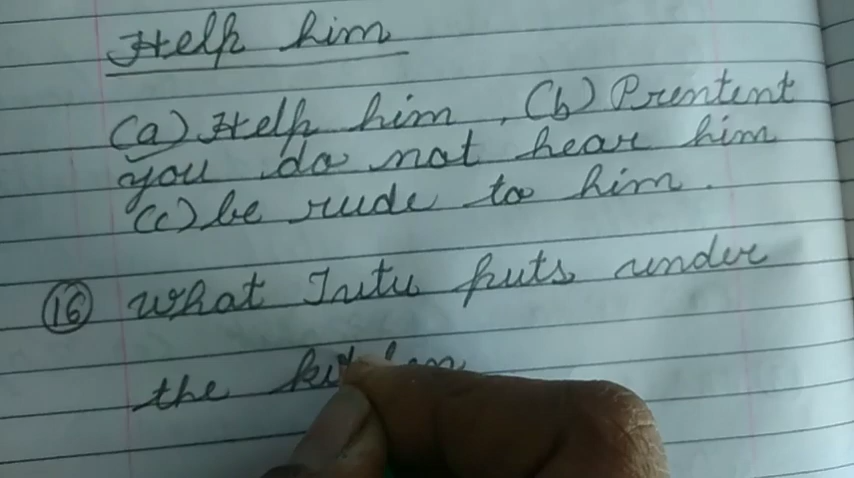 Help him
(a) Help him , (b) Prentent
you do not hear him
(c) be rude to him .
(16) What Tutu puts under
the